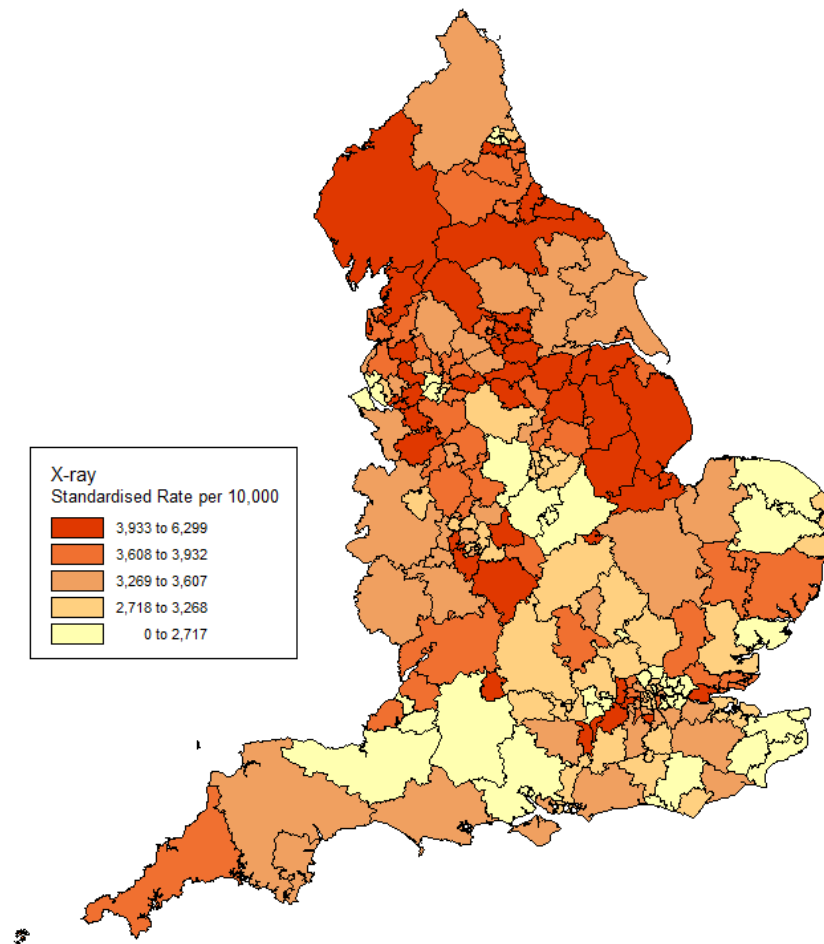 X-ray
Standardised Rate per 10,000
3,933 to 6,299
3,608 to 3,932
3,269 to 3,607
2,718 to 3,268
0 to 2,717